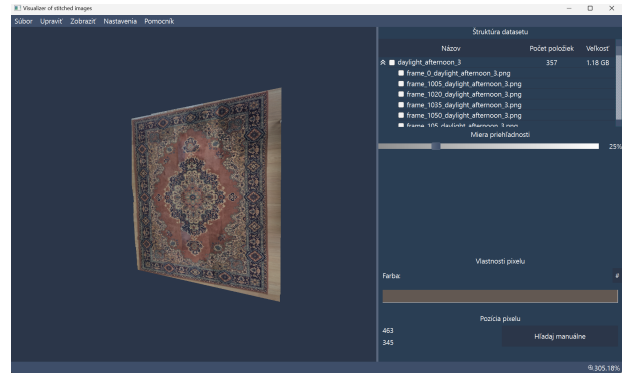 Visualizer of stitched images
Súbor Upraviť Zobraziť Nastavenia Pomocník
Štruktúra datasetu
Názov Počet položiek Veľkosť
daylight_afternoon_3 357 1.18 GB
frame_0_daylight_afternoon_3.png
frame_1005_daylight_afternoon_3.png
frame_1020_daylight_afternoon_3.png
frame_1035_daylight_afternoon_3.png
frame_1050_daylight_afternoon_3.png
frame_105_daylight_afternoon_3.png
Miera priehľadnosti
25%
Vlastnosti pixelu
Farba: #
Pozícia pixelu
463
Hľadaj manuálne
345
305.18%